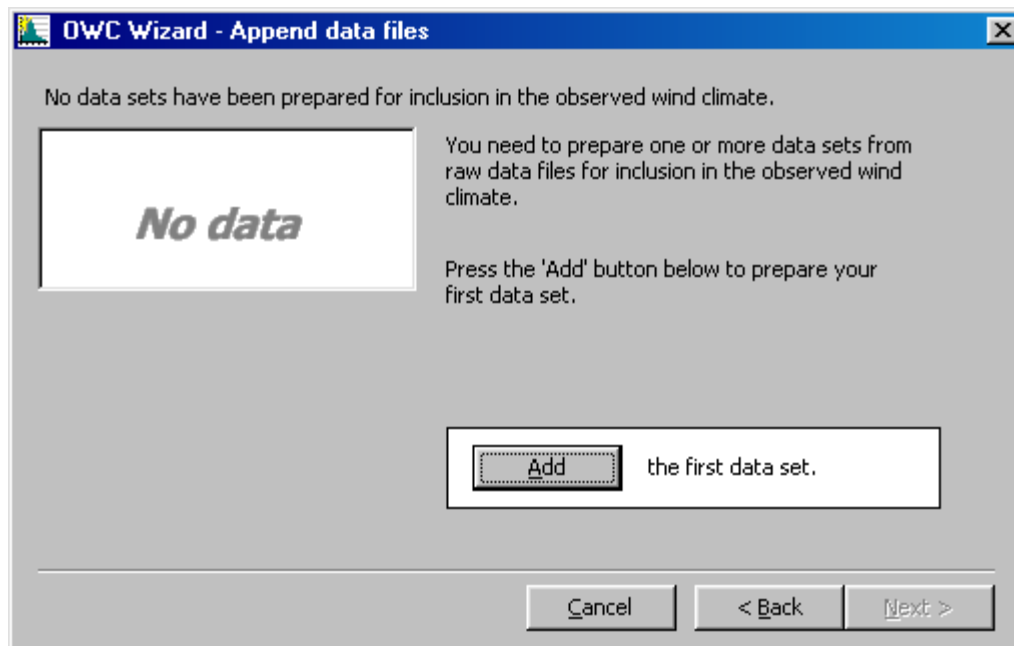 OWC Wizard - Append data files
No data sets have been prepared for inclusion in the observed wind climate.
No data
You need to prepare one or more data sets from
raw data files for inclusion in the observed wind
climate.
Press the 'Add' button below to prepare your
first data set.
Add the first data set.
Cancel < Back Next >